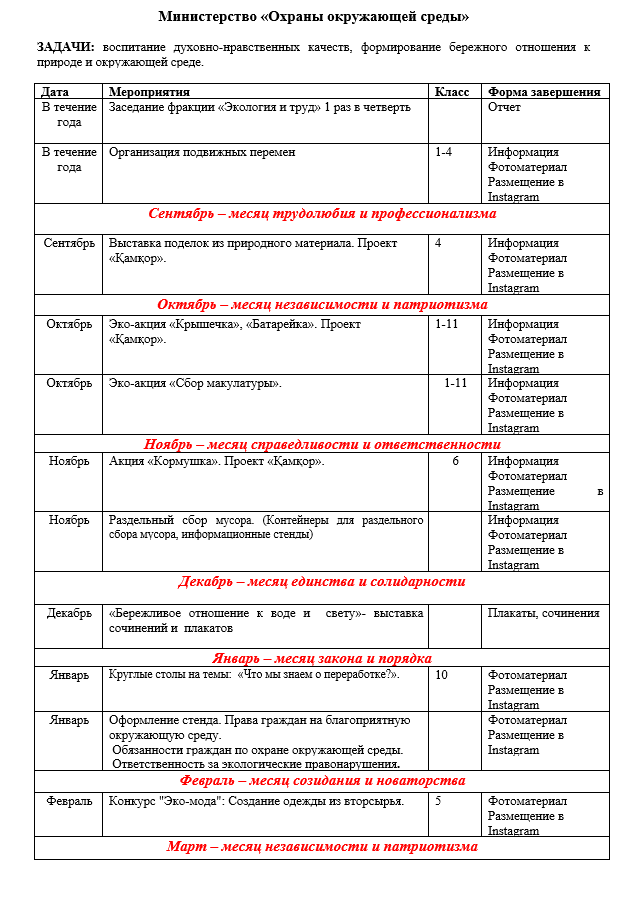 Министерство «Охраны окружающей среды»
ЗАДАЧИ: воспитание духовно-нравственных качеств, формирование бережного отношения к
природе и окружающей среде.
Дата Мероприятия Класс Форма завершения
В течение года Заседание фракции «Экология и труд» 1 раз в четверть Отчет
В течение года Организация подвижных перемен 1-4 Информация
Фотоматериал
Размещение в
Instagram
Сентябрь – месяц трудолюбия и профессионализма
Сентябрь Выставка поделок из природного материала. Проект 4 Информация
«Қамқор». Фотоматериал
Размещение в
Instagram
Октябрь – месяц независимости и патриотизма
Октябрь Эко-акция «Крышечка», «Батарейка». Проект 1-11 Информация
«Қамқор». Фотоматериал
Размещение в
Instagram
Октябрь Эко-акция «Сбор макулатуры». 1-11 Информация
Фотоматериал
Размещение в
Instagram
Ноябрь – месяц справедливости и ответственности
Ноябрь Акция «Кормушка». Проект «Қамқор». 6 Информация
Фотоматериал
Размещение в
Instagram
Ноябрь Раздельный сбор мусора. (Контейнеры для раздельного Информация
сбора мусора, информационные стенды) Фотоматериал
Размещение в
Instagram
Декабрь – месяц единства и солидарности
Декабрь «Бережливое отношение к воде и свету»- выставка Плакаты, сочинения
сочинений и плакатов
Январь – месяц закона и порядка
Январь Круглые столы на темы: «Что мы знаем о переработке?». 10 Фотоматериал
Размещение в
Instagram
Январь Оформление стенда. Права граждан на благоприятную Фотоматериал
окружающую среду. Размещение в
Обязанности граждан по охране окружающей среды. Instagram
Ответственность за экологические правонарушения.
Февраль – месяц созидания и новаторства
Февраль Конкурс "Эко-мода": Создание одежды из вторсырья. 5 Фотоматериал
Размещение в
Instagram
Март – месяц независимости и патриотизма